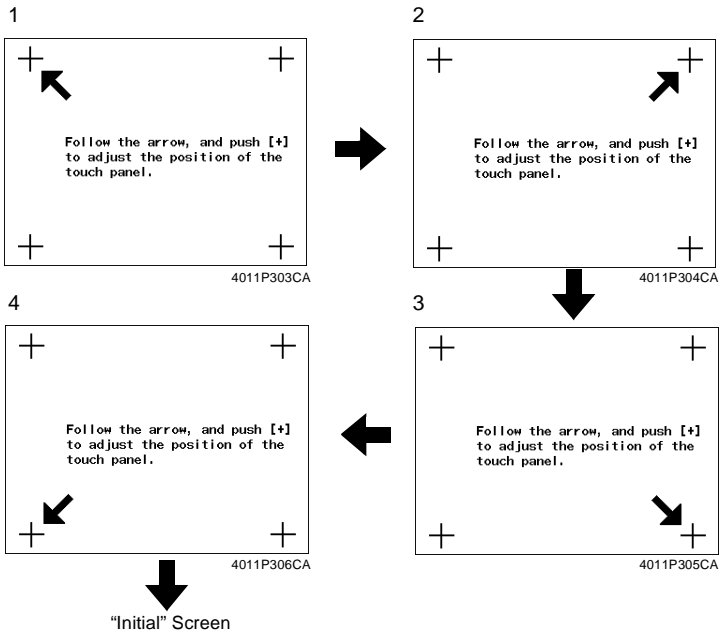 1
Follow the arrow, and push [+]
to adjust the position of the
touch panel.
4011P303CA
2
Follow the arrow, and push [+]
to adjust the position of the
touch panel.
4011P304CA
3
Follow the arrow, and push [+]
to adjust the position of the
touch panel.
4011P305CA
4
Follow the arrow, and push [+]
to adjust the position of the
touch panel.
4011P306CA
“Initial” Screen